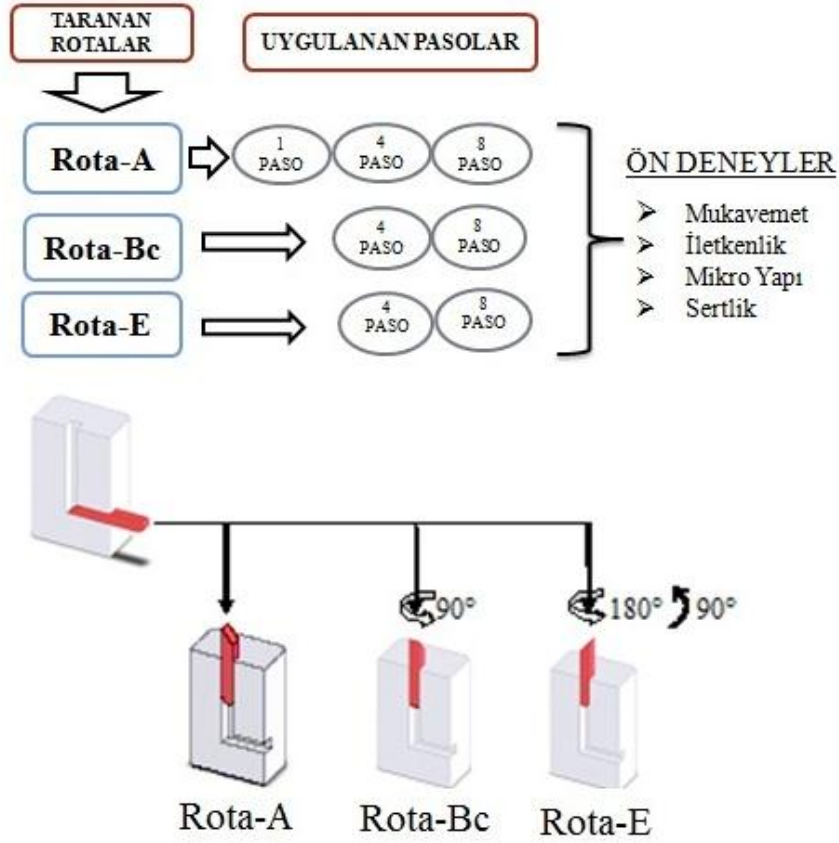 TARANAN
ROTALAR
UYGULANAN PASOLAR
Rota-A
1
PASO
4
PASO
8
PASO
Rota-Bc
4
PASO
8
PASO
Rota-E
4
PASO
8
PASO
ÖN DENEYLER
➤ Mukavemet
➤ İletkenlik
➤ Mikro Yapı
➤ Sertlik
90°
180° 90°
Rota-A
Rota-Bc
Rota-E